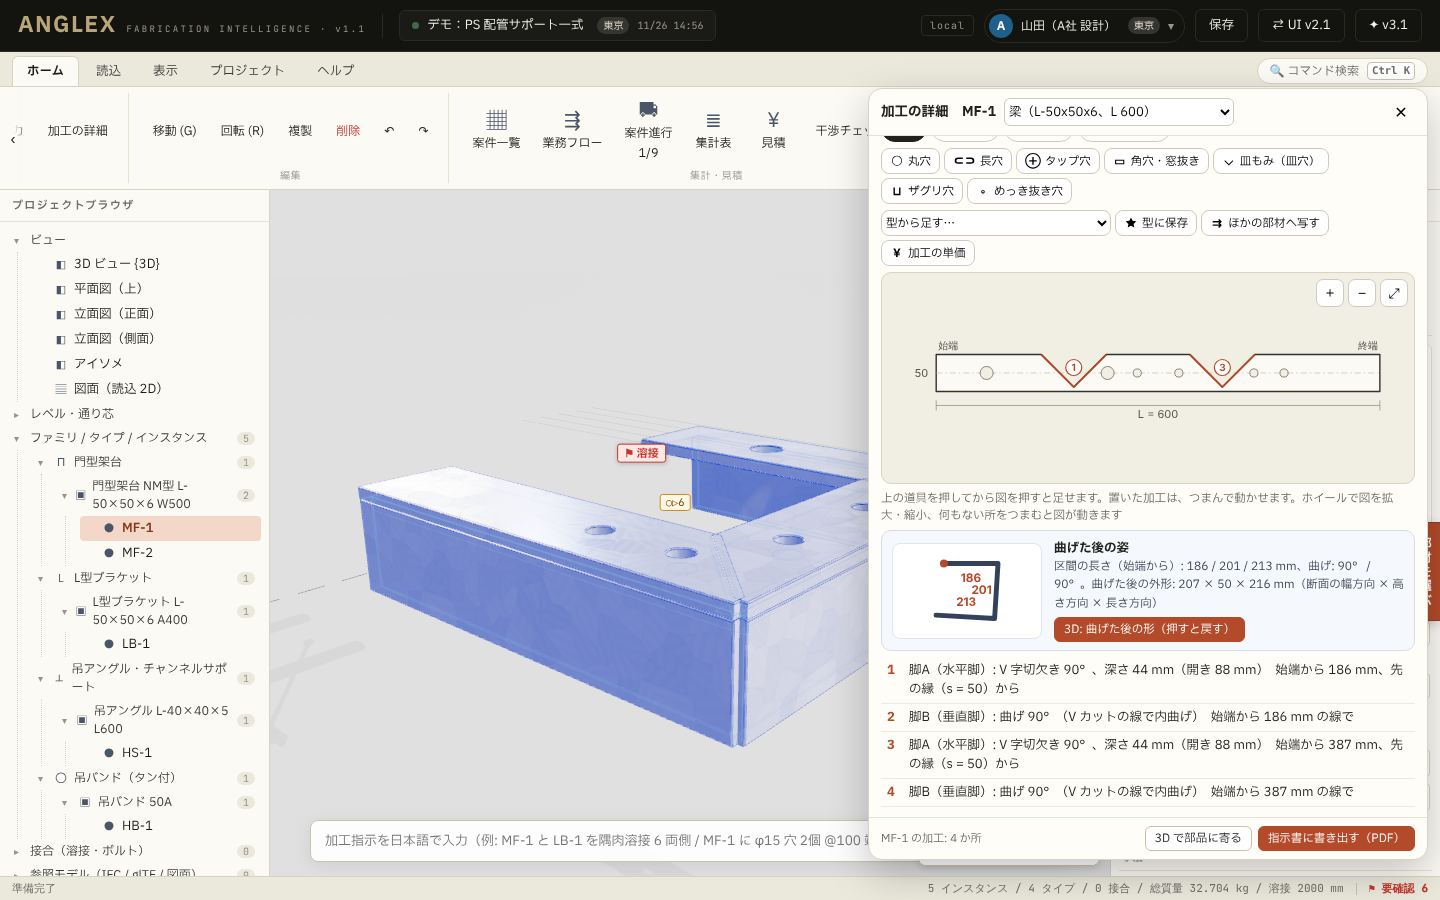 ANGLEX FABRICATION INTELLIGENCE · v1.1
デモ：PS 配管サポート一式 東京 11/26 14:56
local
A 山田（A社 設計） 東京 ▾
保存
⇄ UI v2.1
✦ v3.1
ホーム 読込 表示 プロジェクト ヘルプ
コマンド検索 Ctrl K
加工の詳細
移動 (G) 回転 (R) 複製 削除 ↶ ↷
編集
案件一覧 業務フロー 案件進行 1/9 集計表 ¥ 見積
集計・見積
プロジェクトブラウザ
ビュー
3D ビュー {3D}
平面図（上）
立面図（正面）
立面図（側面）
アイソメ
図面（読込 2D）
レベル・通り芯
ファミリ / タイプ / インスタンス 5
門型架台 1
門型架台 NM型 L-
50×50×6 W500 2
MF-1
MF-2
L L型ブラケット 1
L型ブラケット L-
50×50×6 A400 1
LB-1
吊アングル・チャンネルサポ
ート 1
吊アングル L-40×40×5
L600 1
HS-1
吊バンド（タン付） 1
吊バンド 50A 1
HB-1
接合（溶接・ボルト） 0
参照モデル（IFC / glTF / 図面） 0
⚑ 溶接
6
加工指示を日本語で入力（例: MF-1 と LB-1 を隅肉溶接 6 両側 / MF-1 に φ15 穴 2個 @100
加工の詳細 MF-1 梁（L-50x50x6、L 600） ✕
丸穴 長穴 タップ穴 角穴・窓抜き 皿もみ（皿穴）
ザグリ穴 めっき抜き穴
型から足す… ★ 型に保存 ほかの部材へ写す
¥ 加工の単価
+ − ⤢
始端 終端
50 1 3
L = 600
上の道具を押してから図を押すと足せます。置いた加工は、つまんで動かせます。ホイールで図を拡
大・縮小、何もない所をつまむと図が動きます
186
201
213
曲げた後の姿
区間の長さ（始端から）: 186 / 201 / 213 mm、曲げ: 90° /
90° 。曲げた後の外形: 207 × 50 × 216 mm（断面の幅方向 × 高
さ方向 × 長さ方向）
3D: 曲げた後の形（押すと戻す）
1 脚A（水平脚）: V 字切欠き 90° 、深さ 44 mm（開き 88 mm） 始端から 186 mm、先
の縁（s = 50）から
2 脚B（垂直脚）: 曲げ 90° （V カットの線で内曲げ） 始端から 186 mm の線で
3 脚A（水平脚）: V 字切欠き 90° 、深さ 44 mm（開き 88 mm） 始端から 387 mm、先
の縁（s = 50）から
4 脚B（垂直脚）: 曲げ 90° （V カットの線で内曲げ） 始端から 387 mm の線で
MF-1 の加工: 4 か所
3D で部品に寄る
指示書に書き出す（PDF）
準備完了
5 インスタンス / 4 タイプ / 0 接合 / 総質量 32.704 kg / 溶接 2000 mm
⚑ 要確認 6